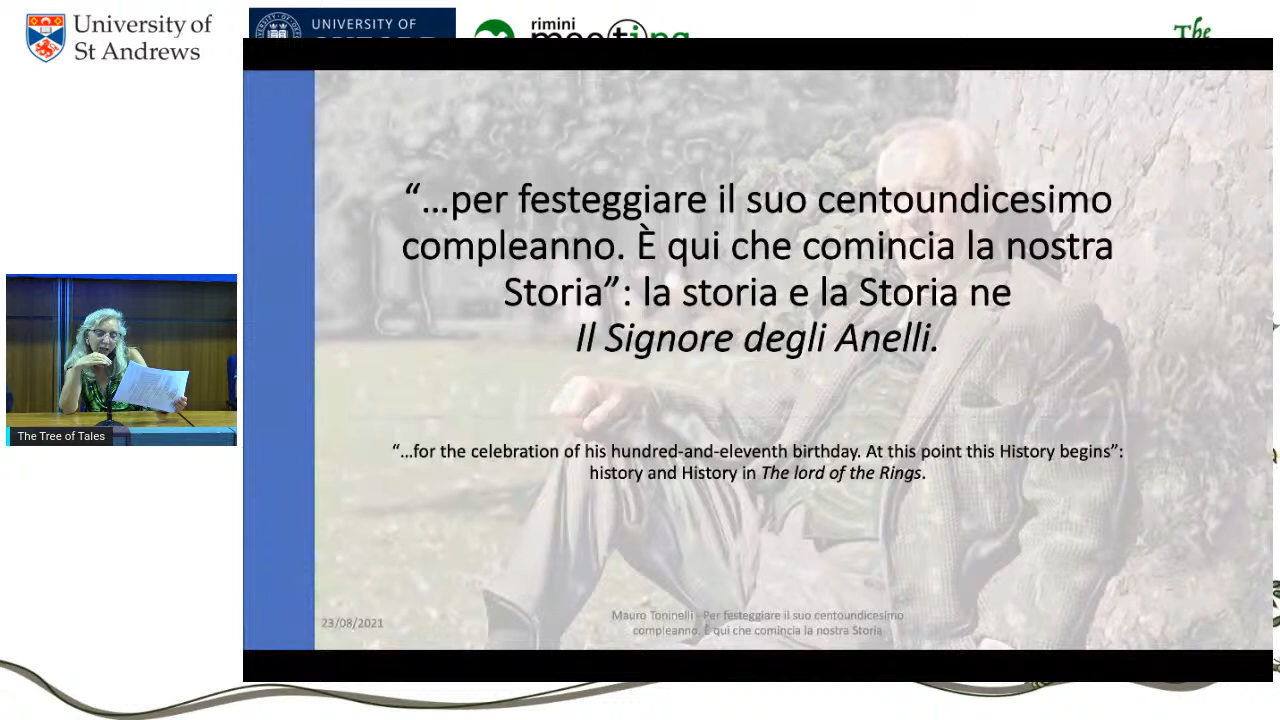 University of
St Andrews
UNIVERSITY OF
rimini
meeting
The
“...per festeggiare il suo centoundicesimo
compleanno. È qui che comincia la nostra
Storia”: la storia e la Storia ne
Il Signore degli Anelli.
“...for the celebration of his hundred-and-eleventh birthday. At this point this History begins”:
history and History in The lord of the Rings.
The Tree of Tales
23/08/2021
Mauro Toninelli - Per festeggiare il suo centoundicesimo
compleanno. È qui che comincia la nostra Storia